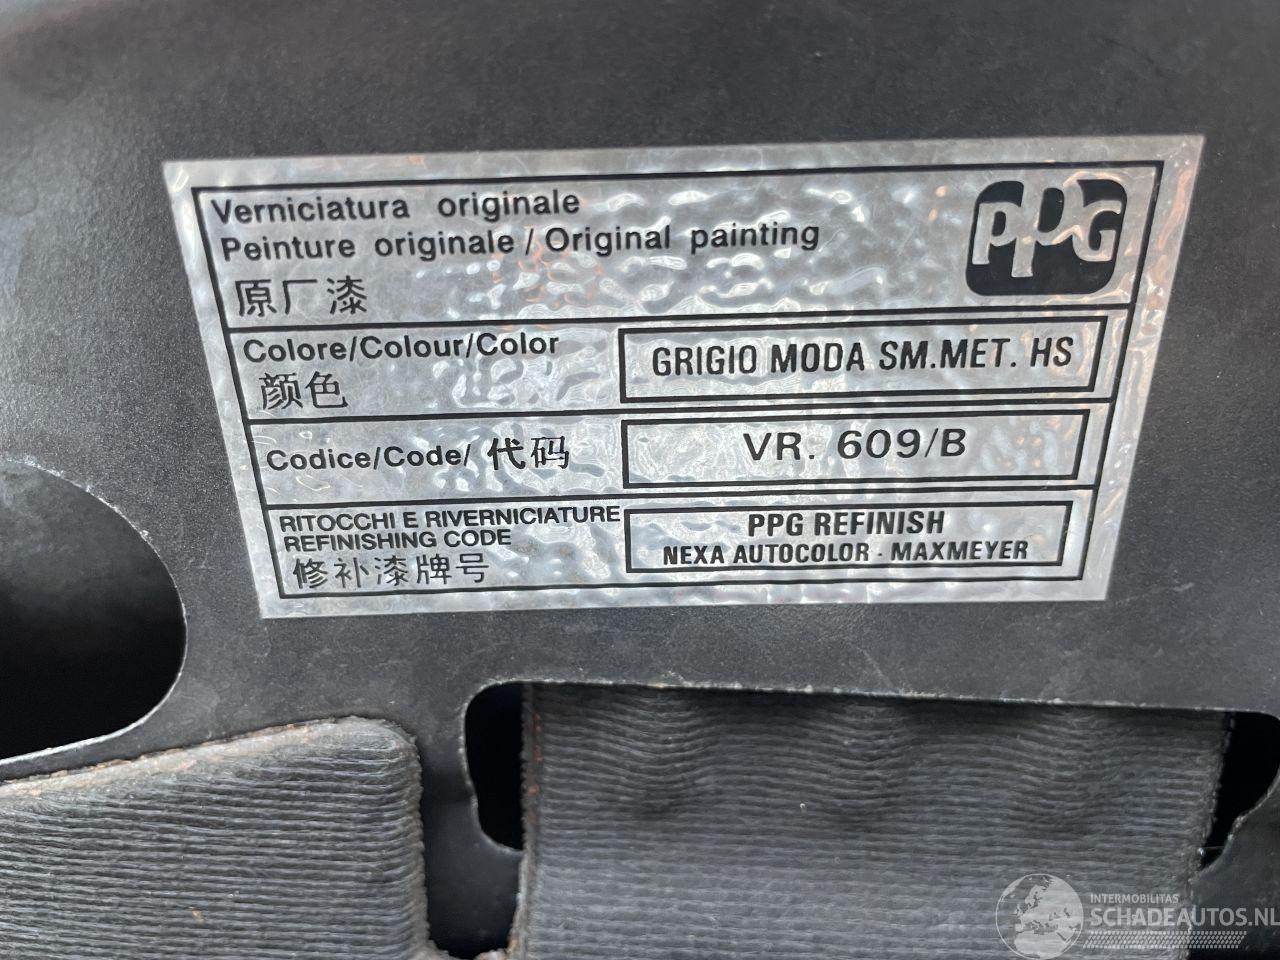 Verniciatura originale
Peinture originale / Original painting
原厂漆
PPG
Colore/Colour/Color
颜色
GRIGIO MODA SM.MET. HS
Codice/Code/ 代码
VR. 609/B
RITOCCHI E RIVERNICIATURE
REFINISHING CODE
修补漆牌号
PPG REFINISH
NEXA AUTOCOLOR - MAXMEYER
INTERMOBILITAS
SCHADEAUTOS.NL